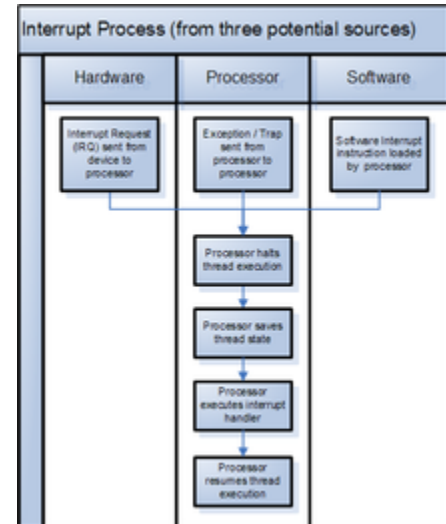 Interrupt Process (from three potential sources)
Hardware
Processor
Software
Interrupt Request
(IRQ) sent from
device to
processor
Exception / Trap
sent from
processor to
processor
Software Interrupt
instruction loaded
by processor
Processor halts
thread execution
Processor saves
thread state
Processor
executes interrupt
handler
Processor
resumes thread
execution